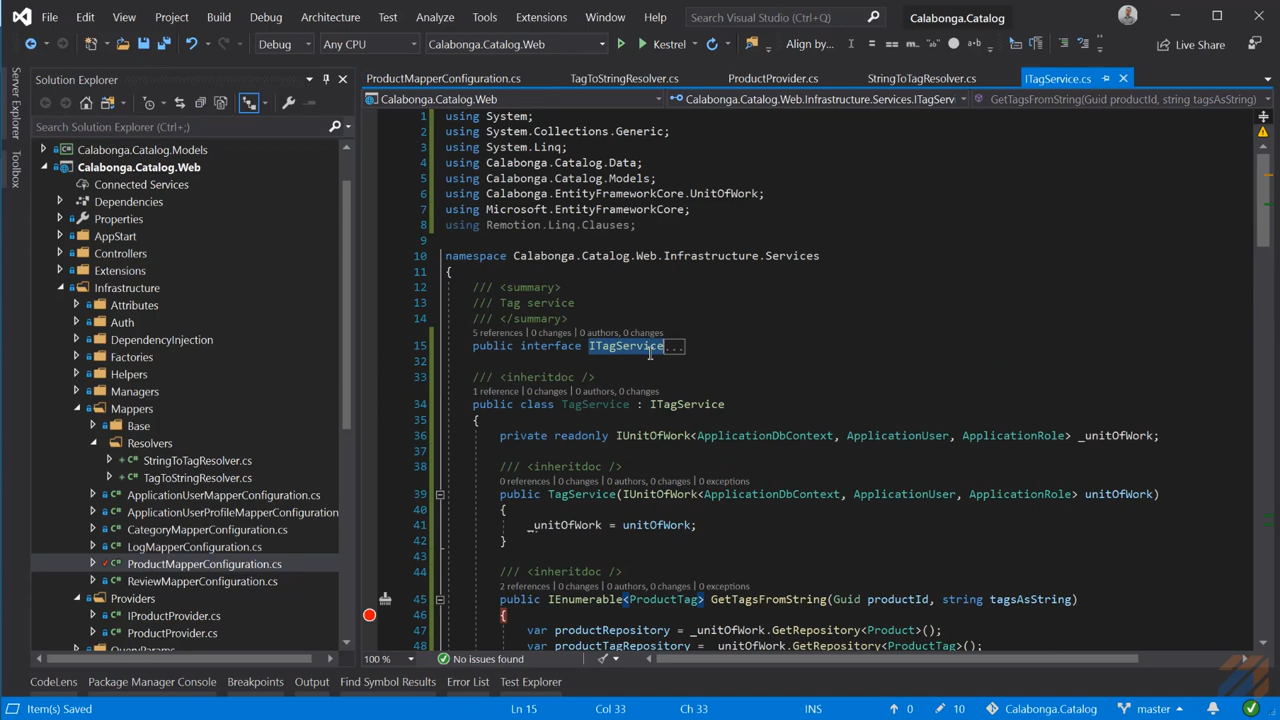 File Edit View Project Build Debug Architecture Test Analyze Tools Extensions Window Help Search Visual Studio (Ctrl+Q) Calabonga.Catalog
Debug Any CPU Calabonga.Catalog.Web Kestrel Align by... Live Share
Server Explorer
Toolbox
Solution Explorer
Search Solution Explorer (Ctrl+;)
Calabonga.Catalog.Models
Calabonga.Catalog.Web
Connected Services
Dependencies
Properties
AppStart
Controllers
Extensions
Infrastructure
Attributes
Auth
DependencyInjection
Factories
Helpers
Managers
Mappers
Base
Resolvers
StringToTagResolver.cs
TagToStringResolver.cs
ApplicationUserMapperConfiguration.cs
ApplicationUserProfileMapperConfiguration
CategoryMapperConfiguration.cs
LogMapperConfiguration.cs
ProductMapperConfiguration.cs
ReviewMapperConfiguration.cs
Providers
IProductProvider.cs
ProductProvider.cs
QueryParams
ProductMapperConfiguration.cs TagToStringResolver.cs ProductProvider.cs StringToTagResolver.cs ITagService.cs
Calabonga.Catalog.Web Calabonga.Catalog.Web.Infrastructure.Services.ITagServ GetTagsFromString(Guid productId, string tagsAsString)
1 using System;
2 using System.Collections.Generic;
3 using System.Linq;
4 using Calabonga.Catalog.Data;
5 using Calabonga.Catalog.Models;
6 using Calabonga.EntityFrameworkCore.UnitOfWork;
7 using Microsoft.EntityFrameworkCore;
8 using Remotion.Linq.Clauses;
9
10 namespace Calabonga.Catalog.Web.Infrastructure.Services
11 {
12 /// <summary>
13 /// Tag service
14 /// </summary>
5 references | 0 changes | 0 authors, 0 changes
15 public interface ITagService...
32
33 /// <inheritdoc />
1 reference | 0 changes | 0 authors, 0 changes
34 public class TagService : ITagService
35 {
36 private readonly IUnitOfWork<ApplicationDbContext, ApplicationUser, ApplicationRole> _unitOfWork;
37
38 /// <inheritdoc />
0 references | 0 changes | 0 authors, 0 changes | 0 exceptions
39 public TagService(IUnitOfWork<ApplicationDbContext, ApplicationUser, ApplicationRole> unitOfWork)
40 {
41 _unitOfWork = unitOfWork;
42 }
43
44 /// <inheritdoc />
2 references | 0 changes | 0 authors, 0 changes | 0 exceptions
45 public IEnumerable<ProductTag> GetTagsFromString(Guid productId, string tagsAsString)
46 {
47 var productRepository = _unitOfWork.GetRepository<Product>();
48 var productTagRepository = _unitOfWork.GetRepository<ProductTag>();
100 % No issues found
CodeLens Package Manager Console Breakpoints Output Find Symbol Results Error List Test Explorer
Item(s) Saved Ln 15 Col 33 Ch 33 INS 0 10 Calabonga.Catalog master